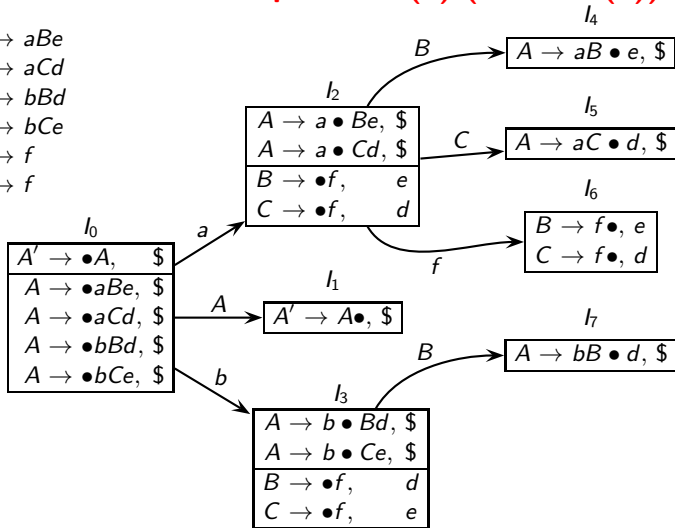 → aBe
→ aCd
→ bBd
→ bCe
→ f
→ f
I₀
A′ → •A, $
A → •aBe, $
A → •aCd, $
A → •bBd, $
A → •bCe, $
a
A
b
I₂
A → a • Be, $
A → a • Cd, $
B → •f, e
C → •f, d
I₁
A′ → A•, $
I₃
A → b • Bd, $
A → b • Ce, $
B → •f, d
C → •f, e
B
C
f
B
I₄
A → aB • e, $
I₅
A → aC • d, $
I₆
B → f•, e
C → f•, d
I₇
A → bB • d, $